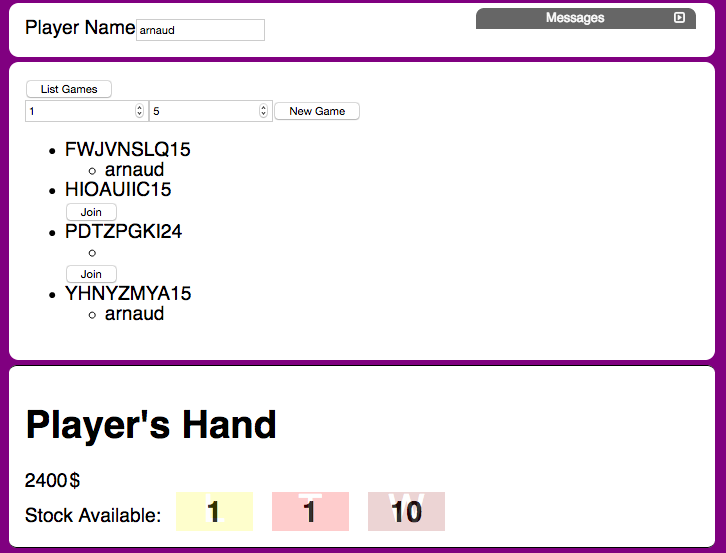 Player Name arnaud Messages
List Games
1 5 New Game
FWJVNSLQ15
arnaud
HIOAUIIC15
Join
PDTZPGKI24
Join
YHNYZMYA15
arnaud
Player's Hand
2400$
Stock Available: 1 T 1 W 10